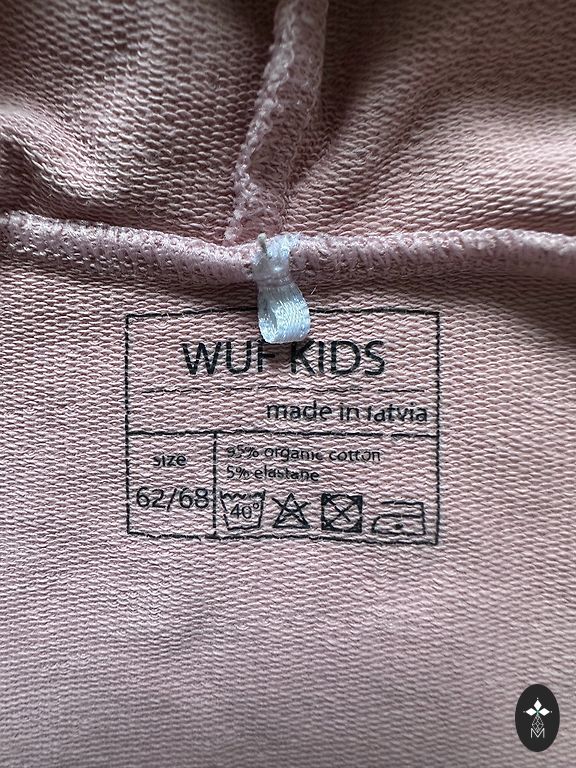 WUF KIDS
made in latvia
size
62/68
95% organic cotton
5% elastane
40°
M